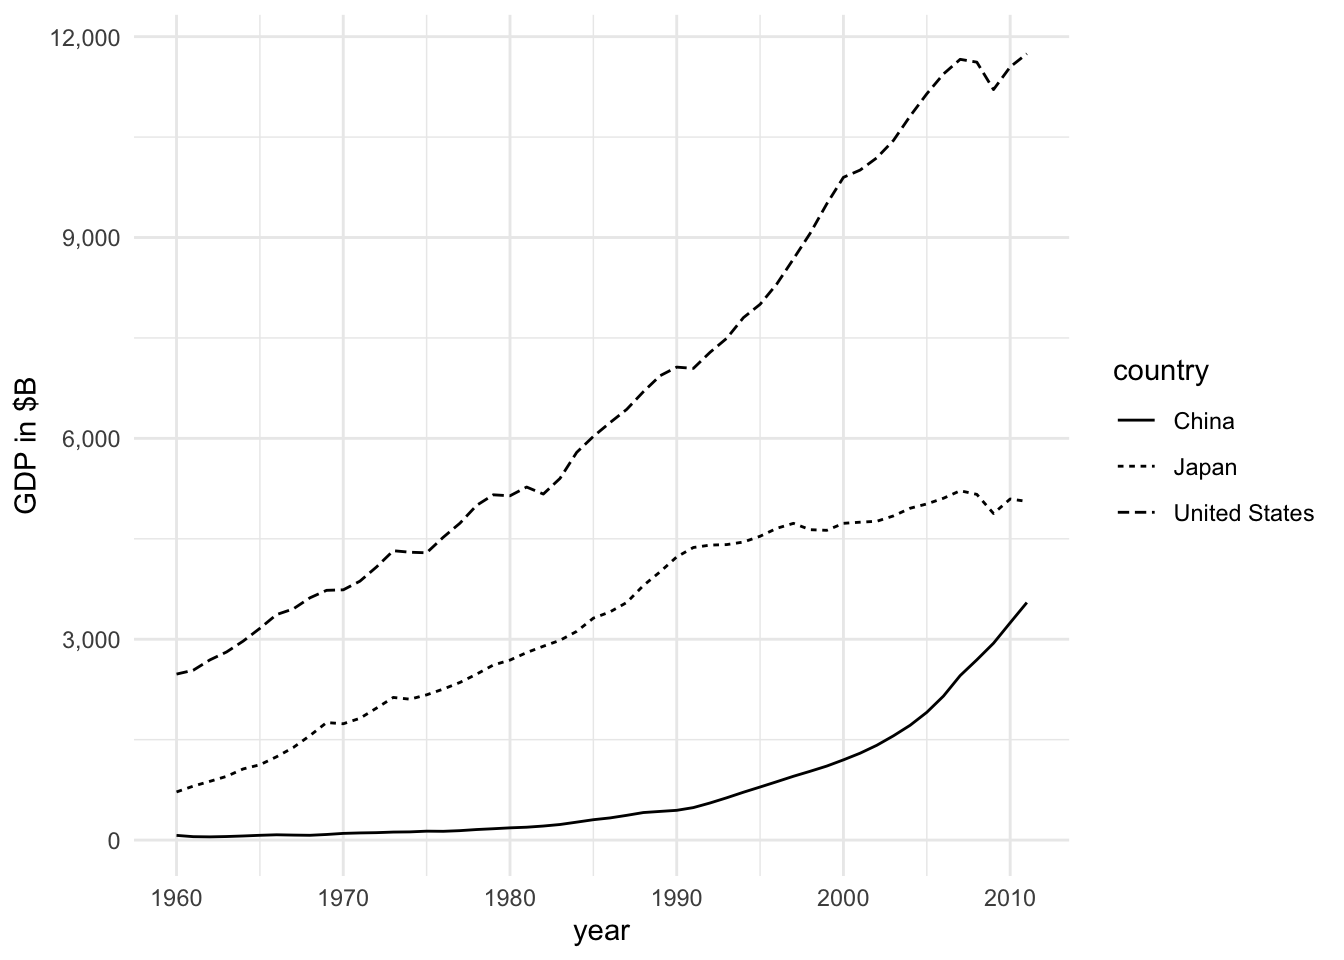 12,000
9,000
6,000
3,000
0
GDP in $B
1960 1970 1980 1990 2000 2010
year
country
China
Japan
United States